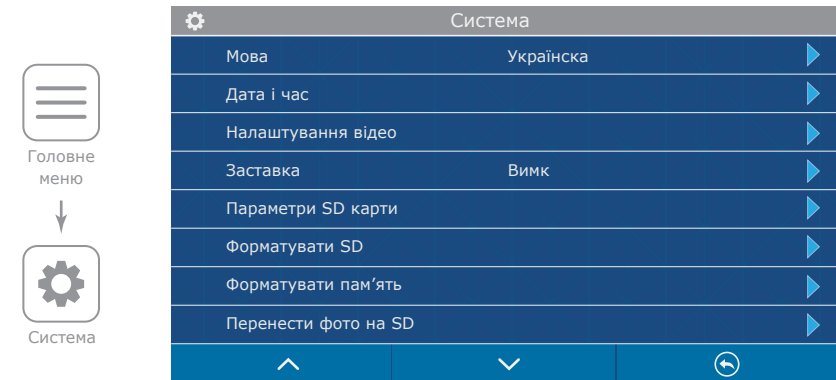 Головне
меню
Система
Система
Мова Українска
Дата і час
Налаштування відео
Заставка Вимк
Параметри SD карти
Форматувати SD
Форматувати пам’ять
Перенести фото на SD